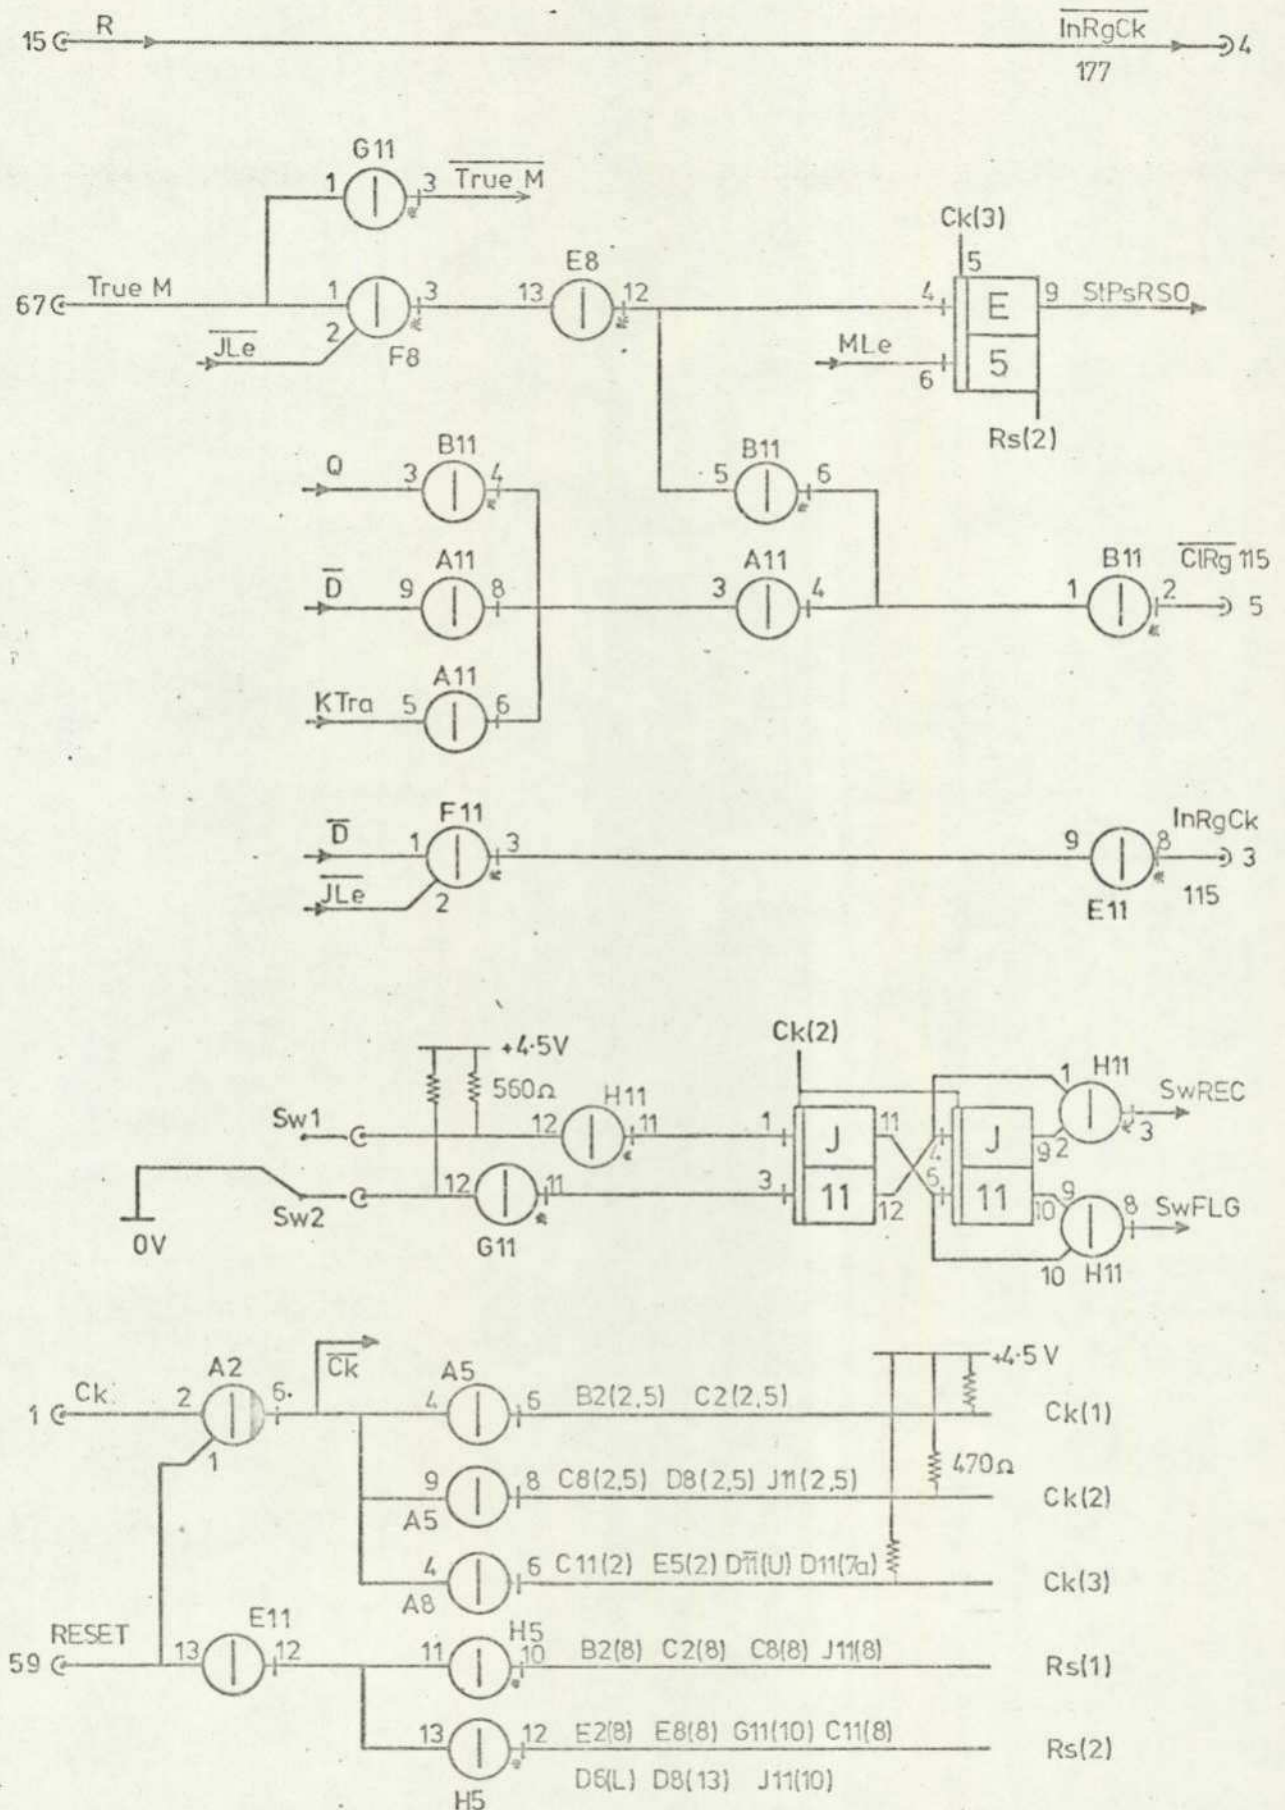 15 R InRgCk 4
177
G11
1 3 True M
Ck(3)
5
E8
67 True M 1 3 13 12 4 E 9 StPsRSO
2
JLe F8 MLe 5
6
Rs(2)
B11 B11
Q 3 4 5 6
A11 A11 B11 ClRg 115
D 9 8 3 4 1 2 5
A11
KTra 5 6
F11 InRgCk
D 1 3 9 8 3
JLe 2 E11 115
Ck(2)
+4·5V
560Ω H11 1 H11 SwREC
Sw1 12 11 1 J 11 4 J 9 2 3
12 11 3 11 12 6 11 10 9 8 SwFLG
Sw2
0V G11 10 H11
A2 Ck A5 +4·5V
1 Ck 2 6 4 6 B2(2,5) C2(2,5) Ck(1)
1 470Ω
9 8 C8(2,5) D8(2,5) J11(2,5) Ck(2)
A5
4 6 C11(2) E5(2) D11(U) D11(7a) Ck(3)
A8
RESET E11 H5
59 13 12 11 10 B2(8) C2(8) C8(8) J11(8) Rs(1)
13 12 E2(8) E8(8) G11(10) C11(8) Rs(2)
D6(L) D8(13) J11(10)
H5